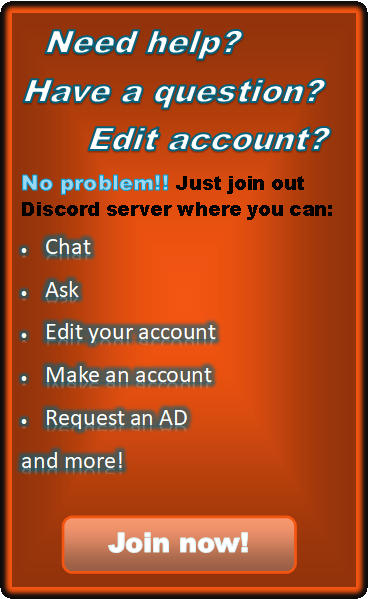 Need help?
Have a question?
Edit account?
No problem!! Just join out
Discord server where you can:
• Chat
• Ask
• Edit your account
• Make an account
• Request an AD
and more!
Join now!